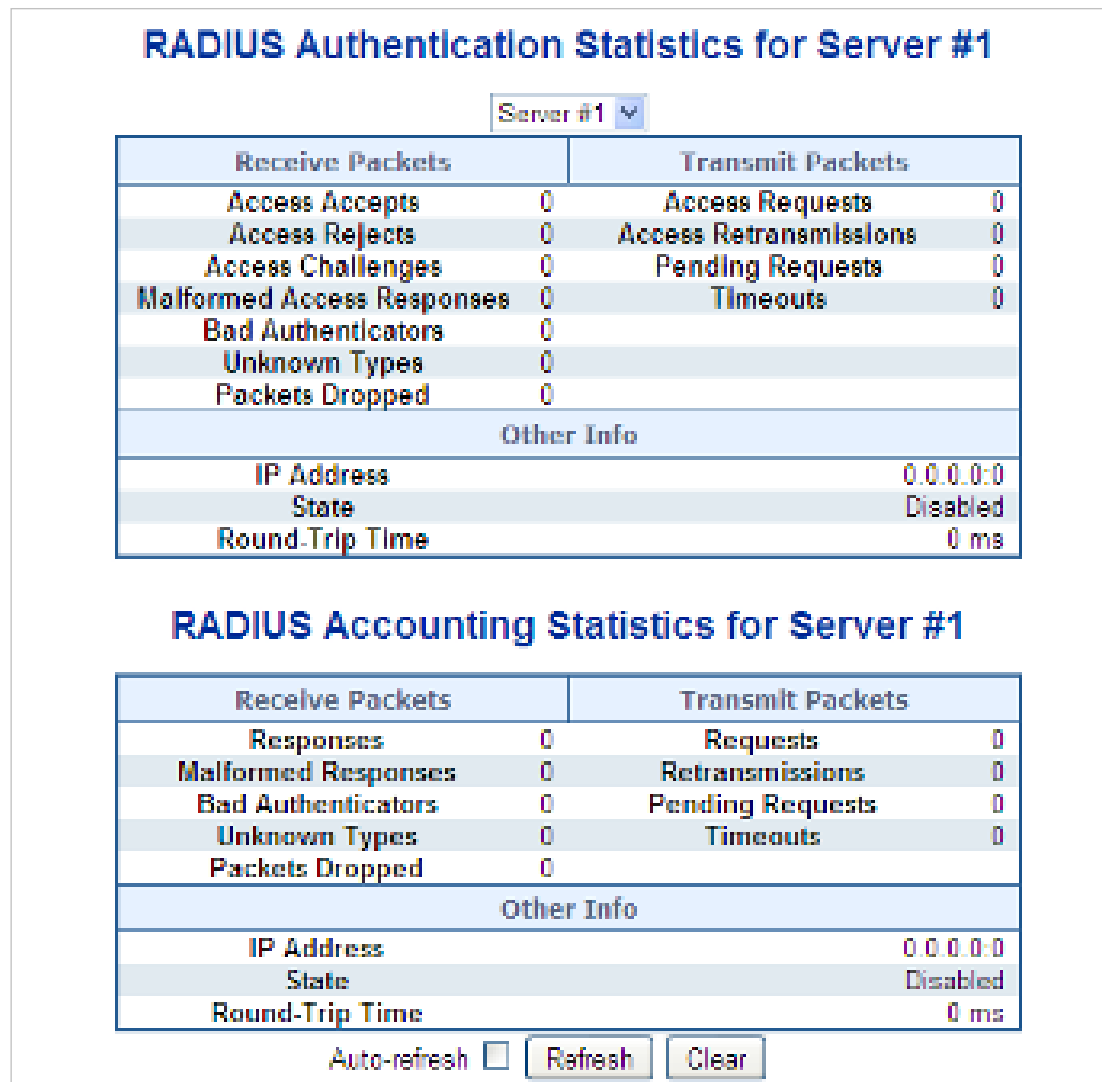 RADIUS Authentication Statistics for Server #1
Server #1
Receive Packets Transmit Packets
Access Accepts 0 Access Requests 0
Access Rejects 0 Access Retransmissions 0
Access Challenges 0 Pending Requests 0
Malformed Access Responses 0 Timeouts 0
Bad Authenticators 0
Unknown Types 0
Packets Dropped 0
Other Info
IP Address 0.0.0.0:0
State Disabled
Round-Trip Time 0 ms
RADIUS Accounting Statistics for Server #1
Receive Packets Transmit Packets
Responses 0 Requests 0
Malformed Responses 0 Retransmissions 0
Bad Authenticators 0 Pending Requests 0
Unknown Types 0 Timeouts 0
Packets Dropped 0
Other Info
IP Address 0.0.0.0:0
State Disabled
Round-Trip Time 0 ms
Auto-refresh Refresh Clear